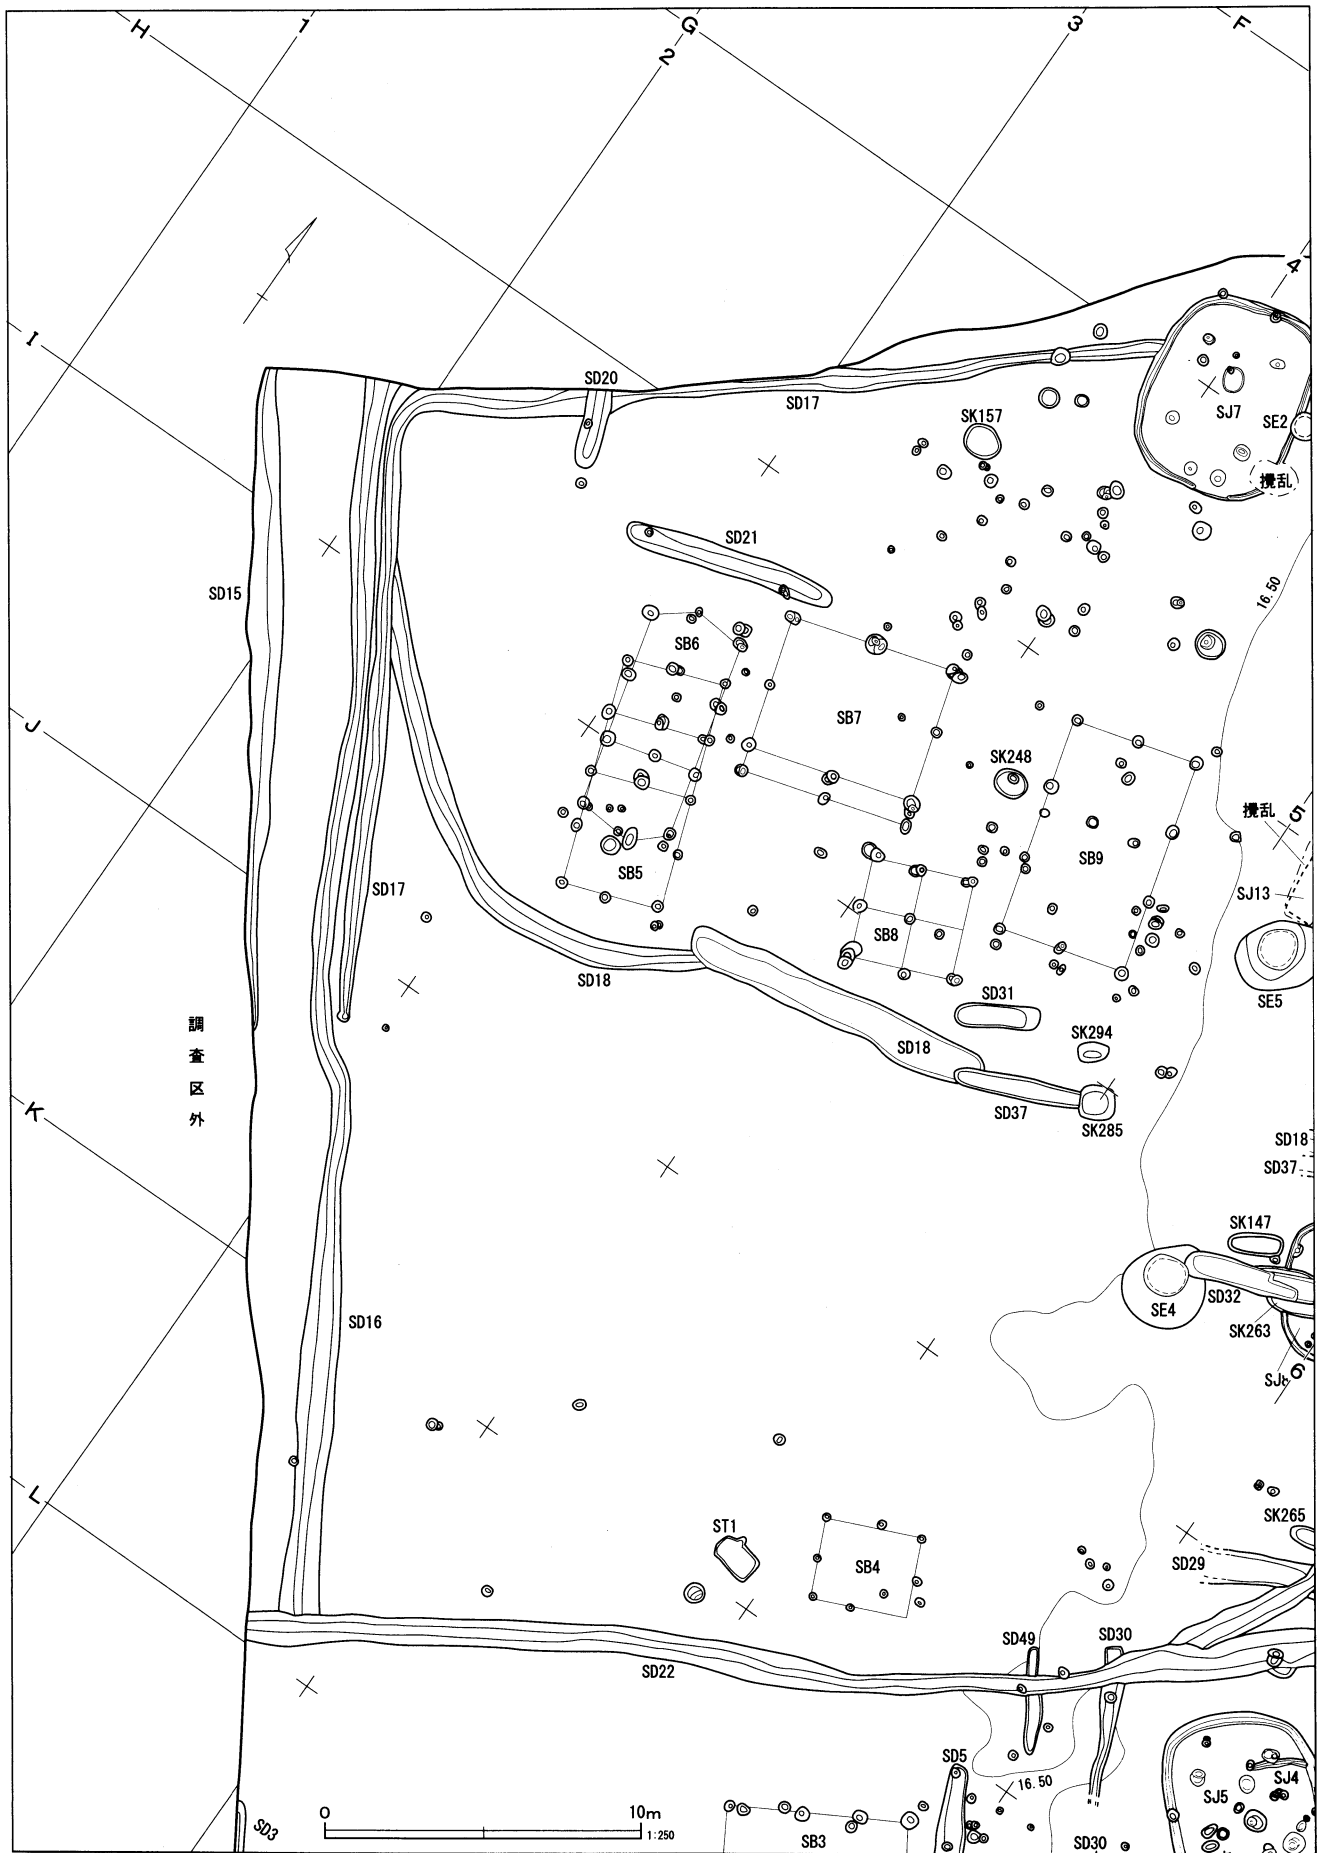 H
1
G
2
3
F
4
I
SD20
SD17
SK157
SJ7
SE2
攪乱
SD21
SD15
16.50
SB6
SB7
J
SK248
攪乱
5
SB9
SJ13
SD17
SB5
SB8
SD18
SE5
SD31
調査区外
SD18
SK294
K
SD37
SK285
SD18
SD37
SK147
SE4
SD32
SD16
SK263
6
L
SK265
ST1
SB4
SD29
SD49
SD30
SD22
SD5
16.50
SJ4
SJ5
0
10m
1:250
SD3
SB3
SD30